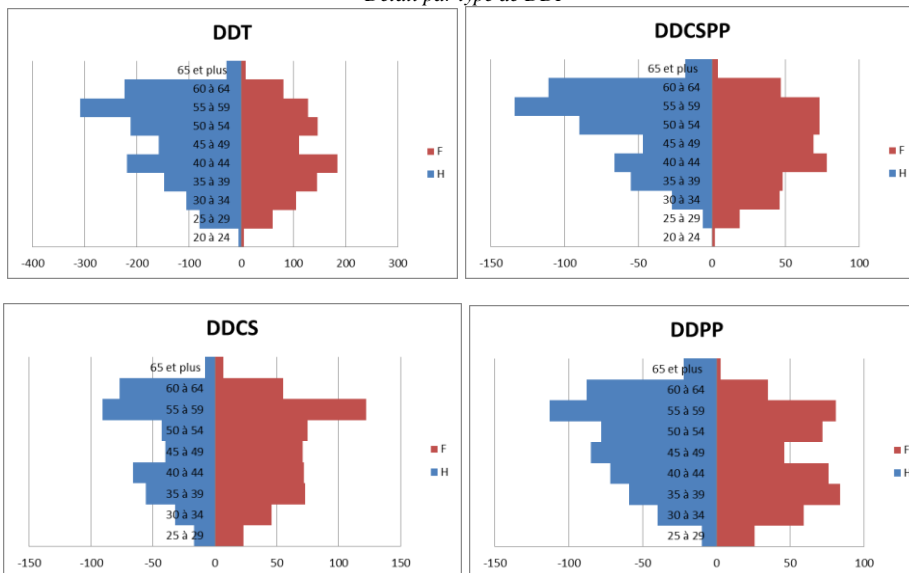 Détail par type de DDI
DDT
65 et plus
60 à 64
55 à 59
50 à 54
45 à 49
40 à 44
35 à 39
30 à 34
25 à 29
20 à 24
F
H
-400 -300 -200 -100 0 100 200 300
DDCSPP
65 et plus
60 à 64
55 à 59
50 à 54
45 à 49
40 à 44
35 à 39
30 à 34
25 à 29
20 à 24
F
H
-150 -100 -50 0 50 100
DDCS
65 et plus
60 à 64
55 à 59
50 à 54
45 à 49
40 à 44
35 à 39
30 à 34
25 à 29
F
H
-150 -100 -50 0 50 100 150
DDPP
65 et plus
60 à 64
55 à 59
50 à 54
45 à 49
40 à 44
35 à 39
30 à 34
25 à 29
F
H
-150 -100 -50 0 50 100